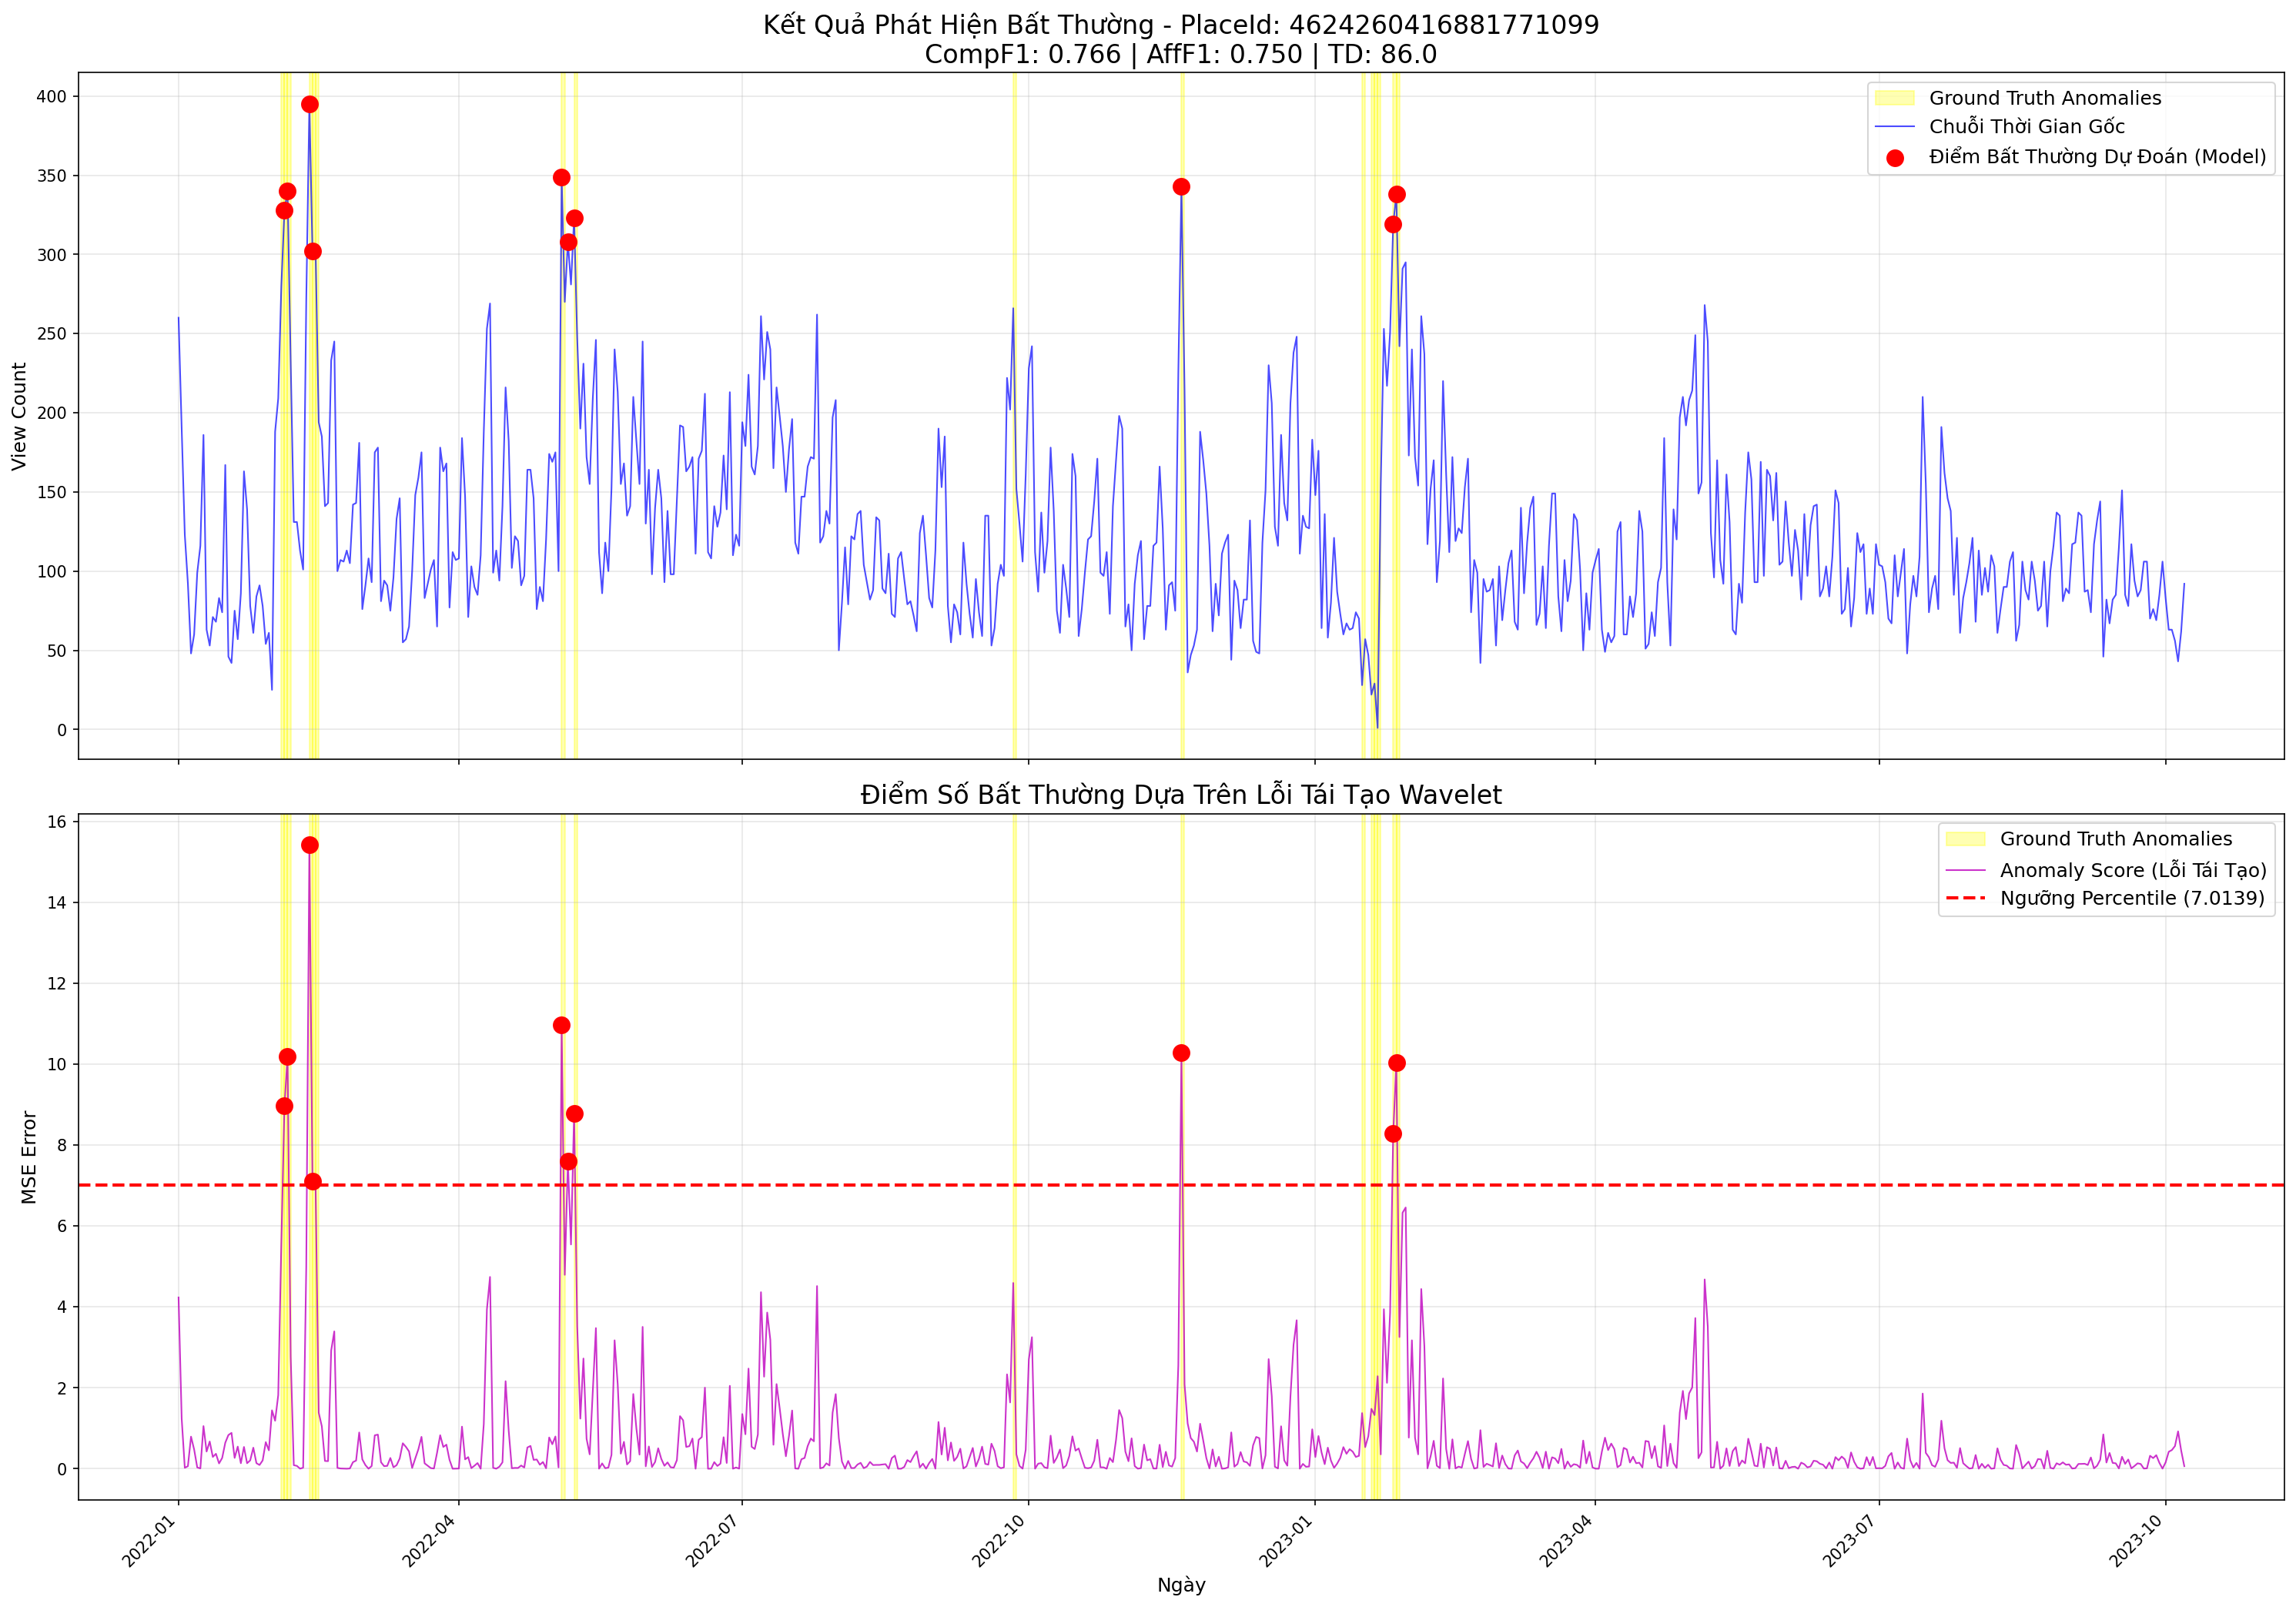 Kết Quả Phát Hiện Bất Thường - PlaceId: 4624260416881771099
CompF1: 0.766 | AffF1: 0.750 | TD: 86.0
Ground Truth Anomalies
Chuỗi Thời Gian Gốc
Điểm Bất Thường Dự Đoán (Model)
View Count
400
350
300
250
200
150
100
50
0
Điểm Số Bất Thường Dựa Trên Lỗi Tái Tạo Wavelet
Ground Truth Anomalies
Anomaly Score (Lỗi Tái Tạo)
Ngưỡng Percentile (7.0139)
MSE Error
16
14
12
10
8
6
4
2
0
2022-01
2022-04
2022-07
2022-10
2023-01
2023-04
2023-07
2023-10
Ngày